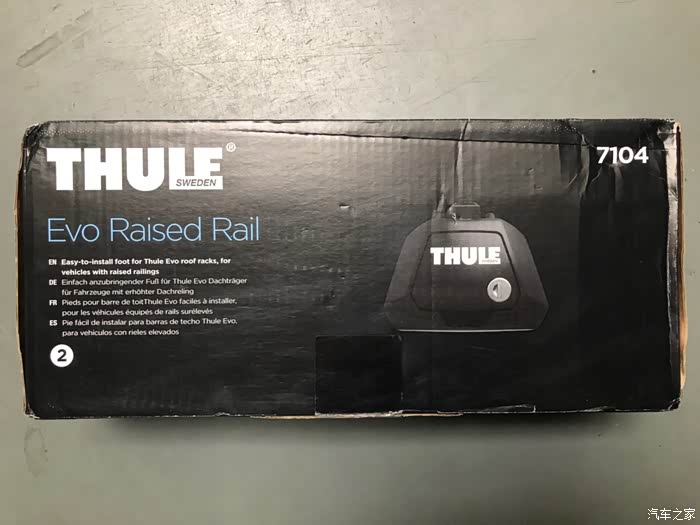 THULE®
SWEDEN
7104
Evo Raised Rail
EN Easy-to-install foot for Thule Evo roof racks, for
vehicles with raised railings
DE Einfach anzubringender Fuß für Thule Evo Dachträger
für Fahrzeuge mit erhöhter Dachreling
FR Pieds pour barre de toitThule Evo faciles à installer,
pour les véhicules équipés de rails surélevés
ES Pie fácil de instalar para barras de techo Thule Evo,
para vehículos con rieles elevados
2
THULE
SWEDEN
汽车之家